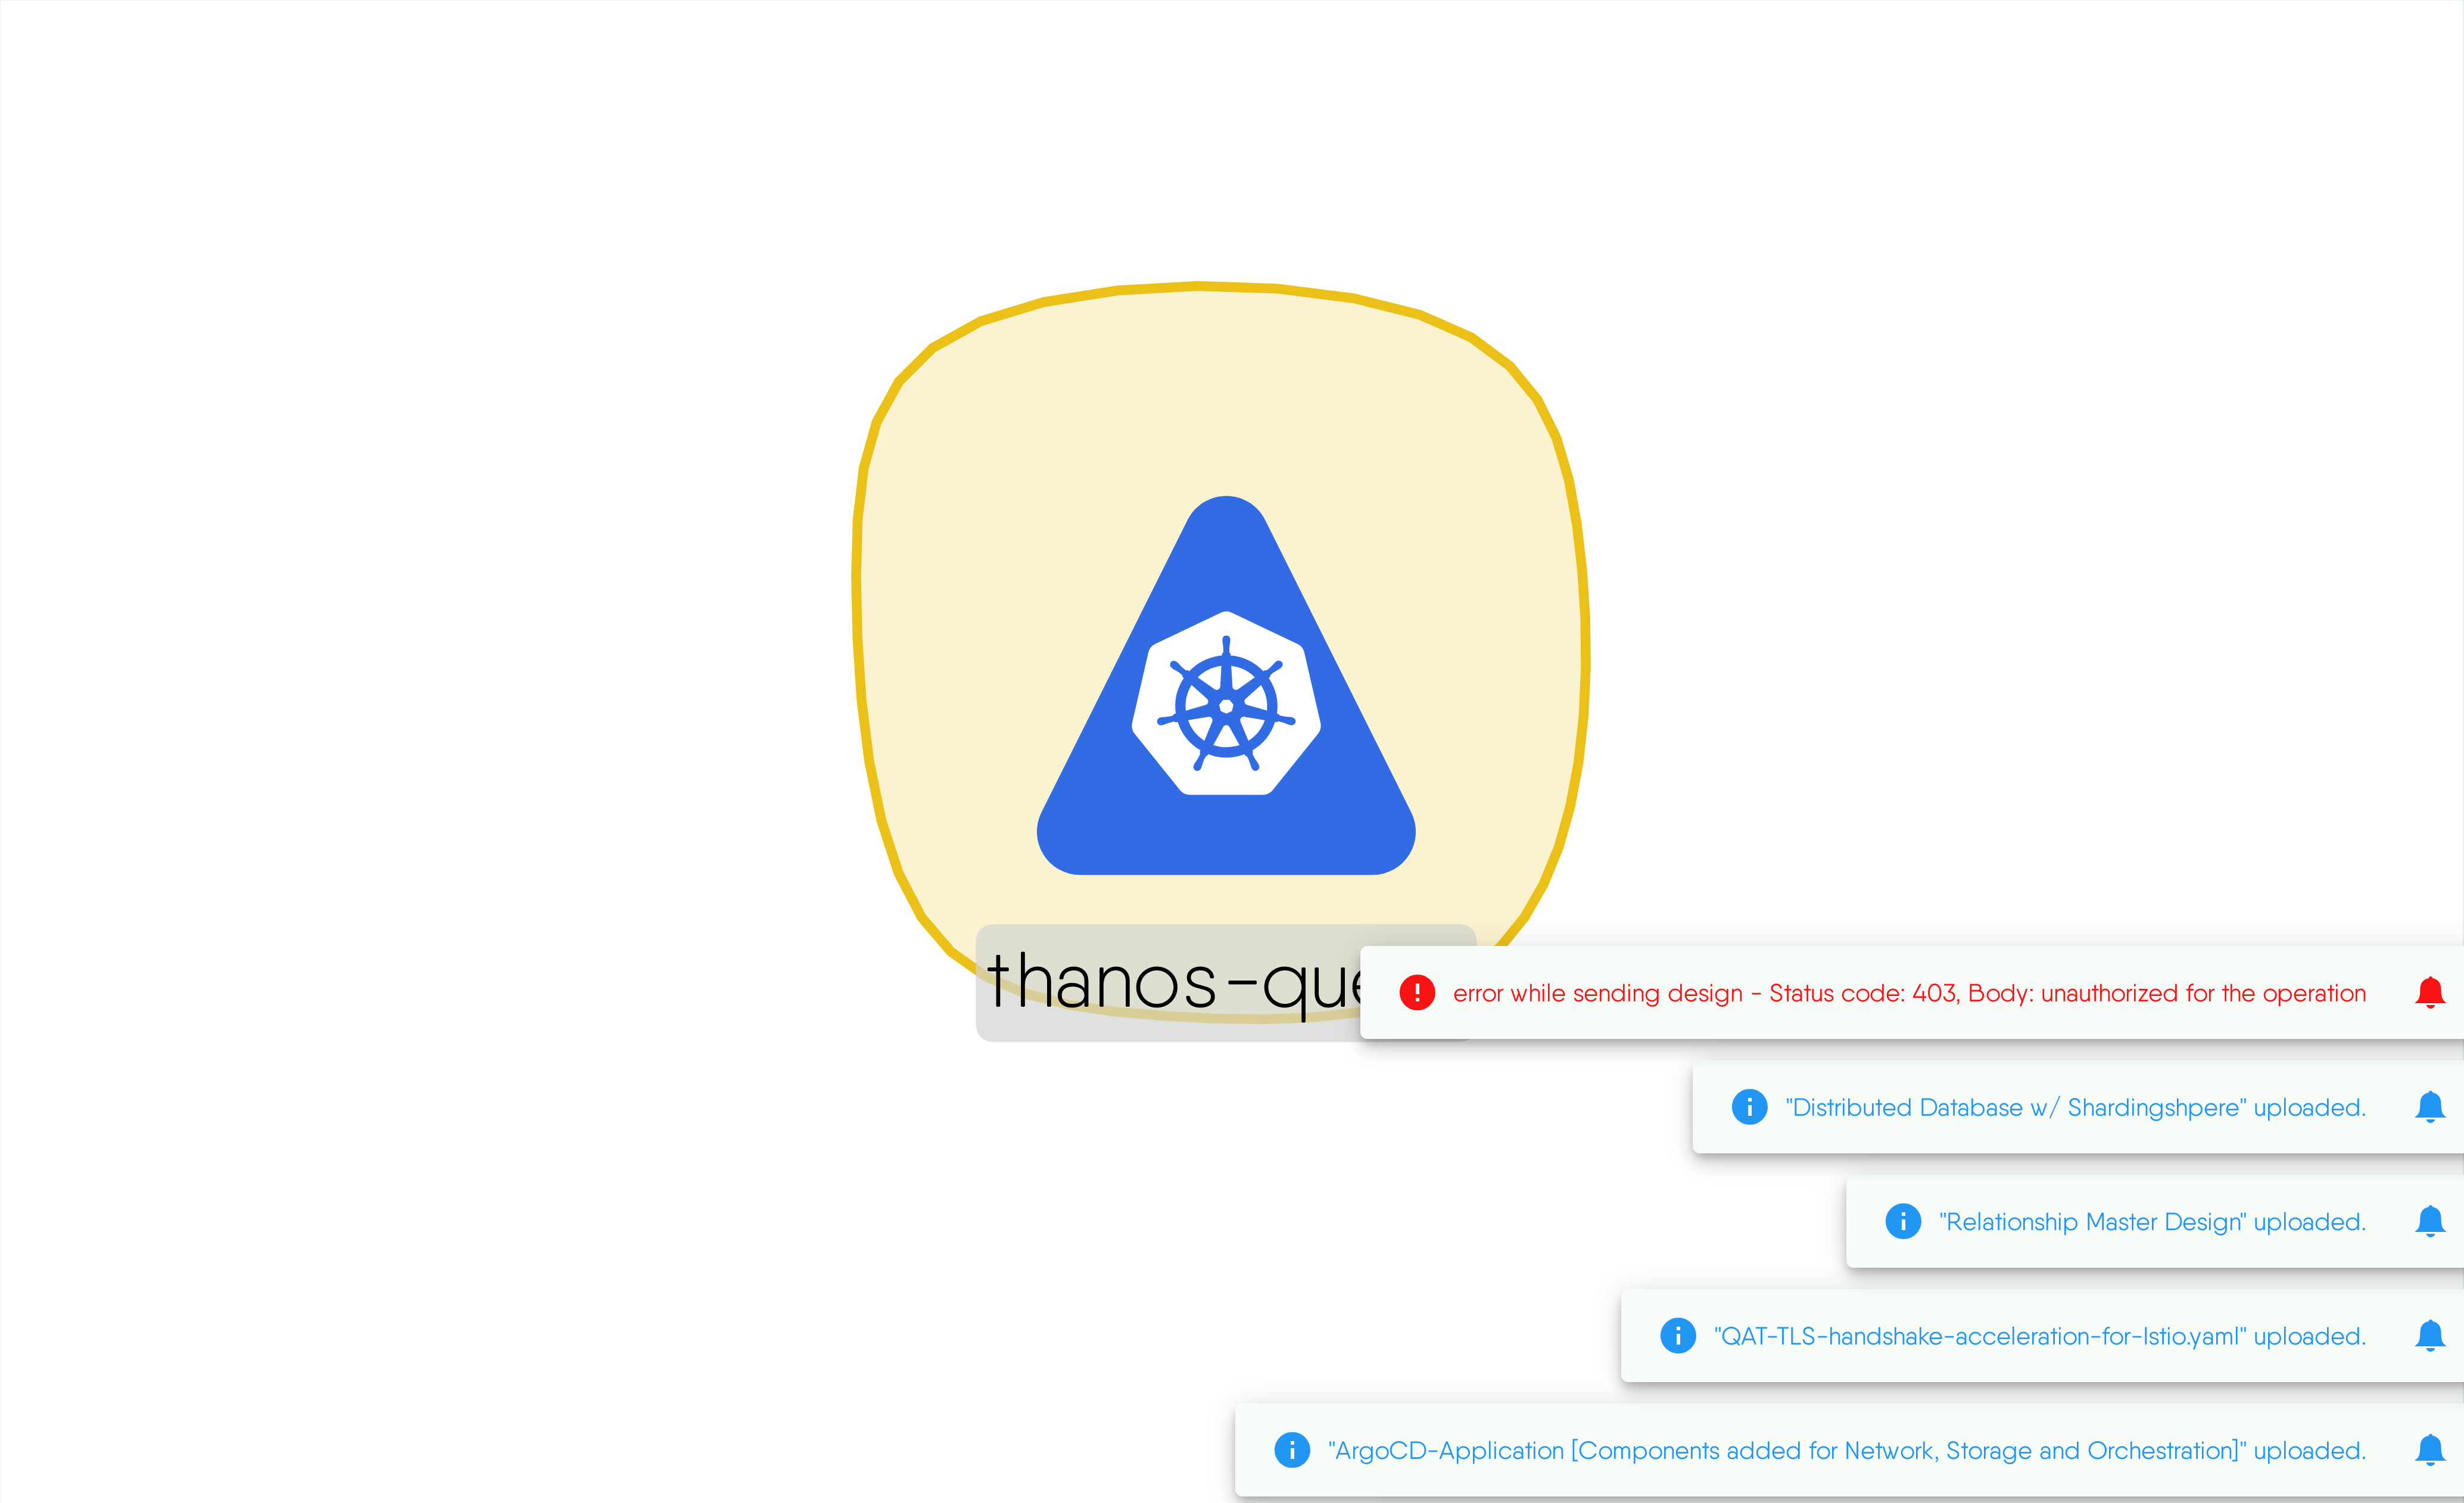 thanos-que
error while sending design - Status code: 403, Body: unauthorized for the operation
"Distributed Database w/ Shardingshpere" uploaded.
"Relationship Master Design" uploaded.
"QAT-TLS-handshake-acceleration-for-Istio.yaml" uploaded.
"ArgoCD-Application [Components added for Network, Storage and Orchestration]" uploaded.